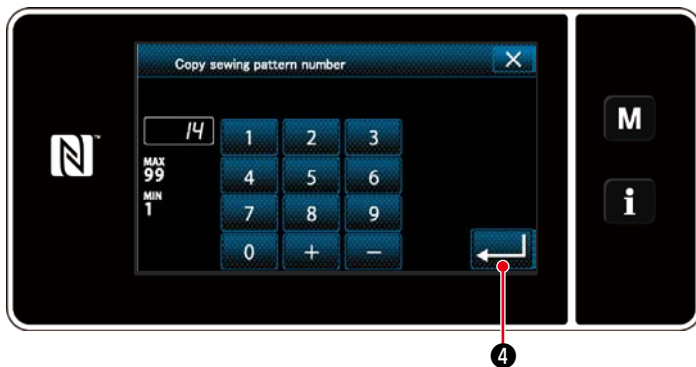 Copy sewing pattern number
14
1 2 3
MAX
99
4 5 6
MIN
1
7 8 9
0 + −
M
i
N
4